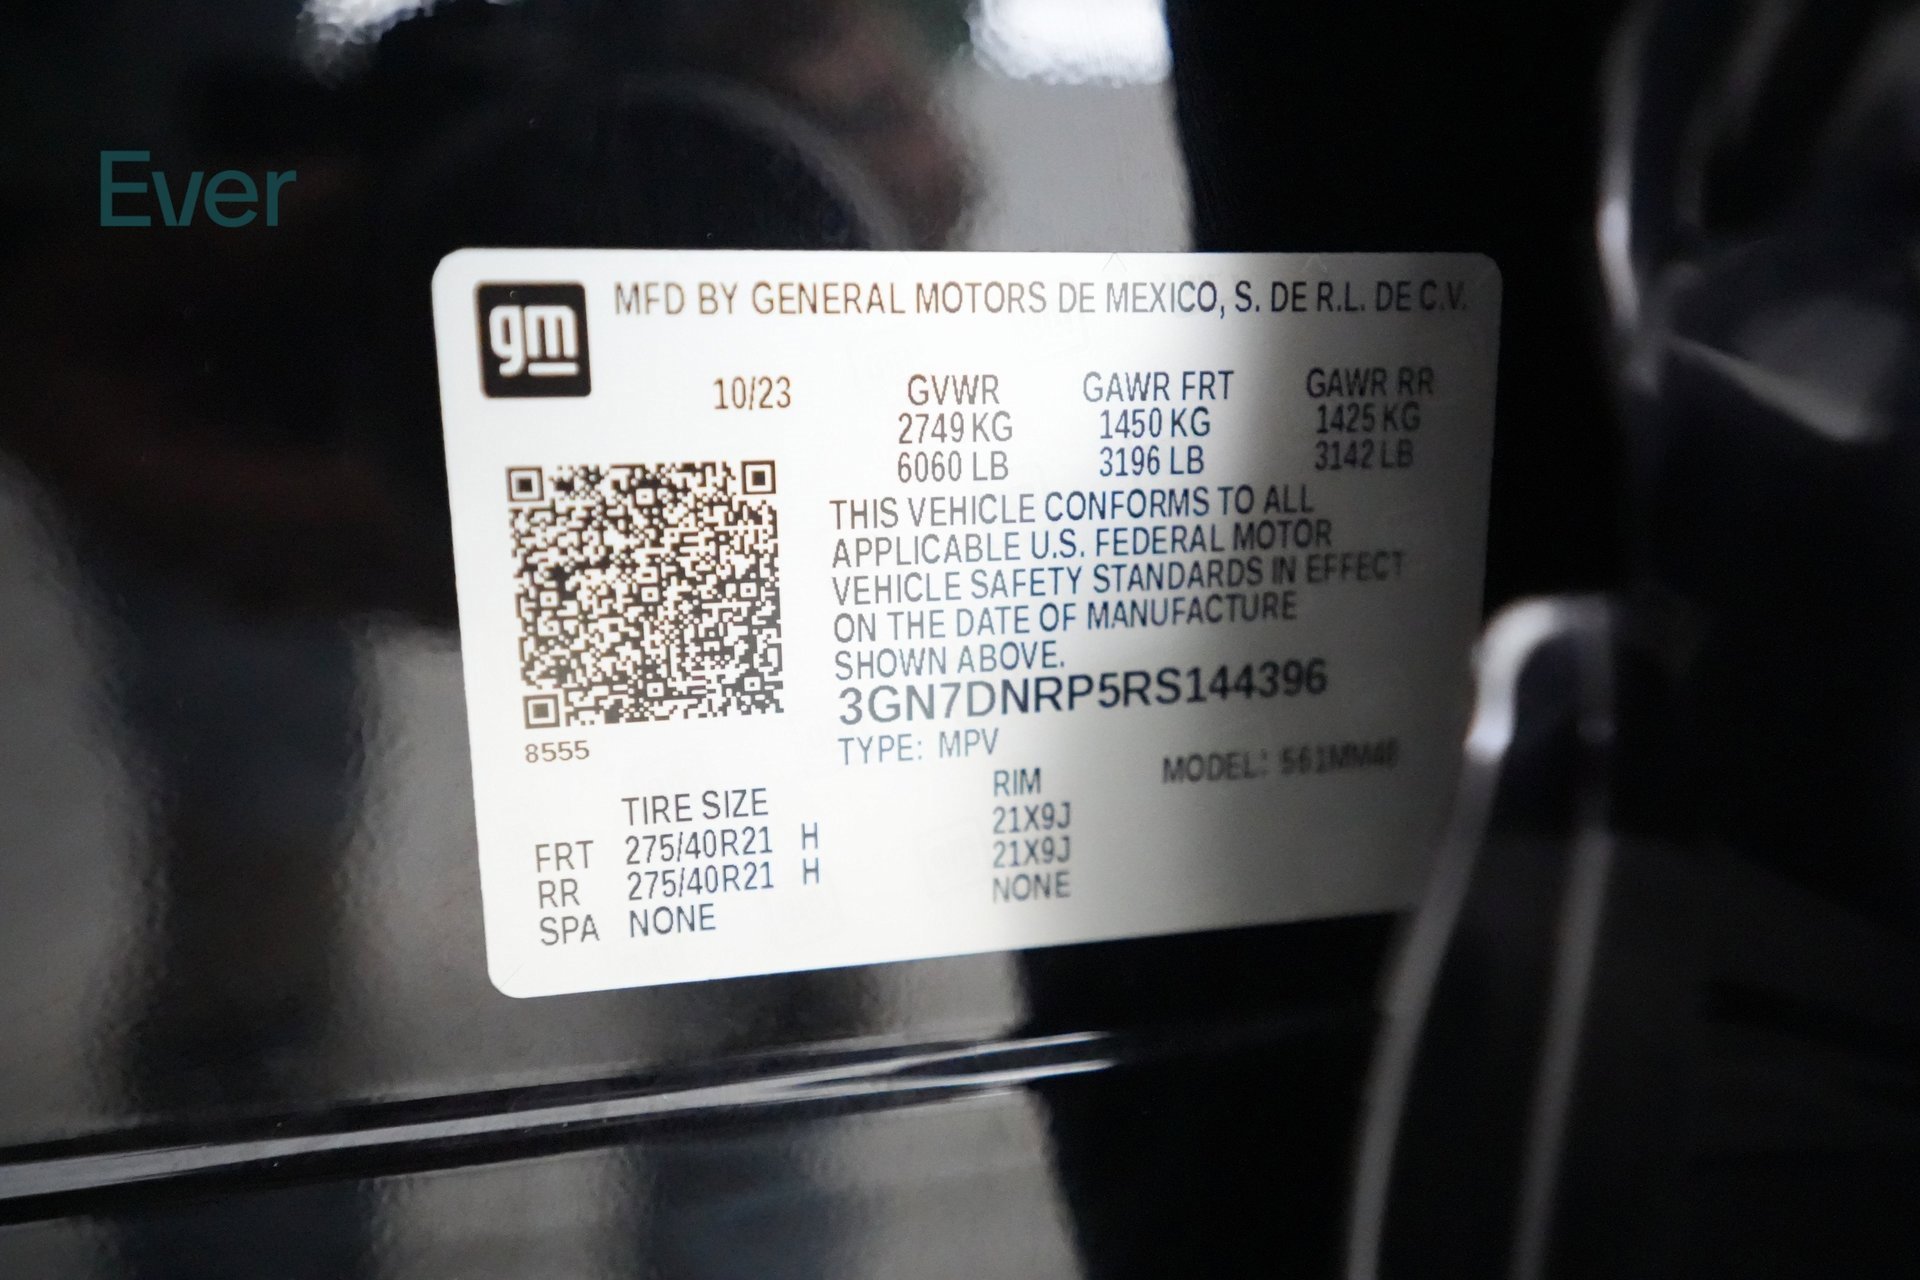 Ever
gm MFD BY GENERAL MOTORS DE MEXICO, S. DE R.L. DE C.V.
10/23 GVWR GAWR FRT GAWR RR
2749 KG 1450 KG 1425 KG
6060 LB 3196 LB 3142 LB
THIS VEHICLE CONFORMS TO ALL
APPLICABLE U.S. FEDERAL MOTOR
VEHICLE SAFETY STANDARDS IN EFFECT
ON THE DATE OF MANUFACTURE
SHOWN ABOVE.
3GN7DNRP5RS144396
8555 TYPE: MPV MODEL:
TIRE SIZE RIM
FRT 275/40R21 H 21X9J
RR 275/40R21 H 21X9J
SPA NONE NONE